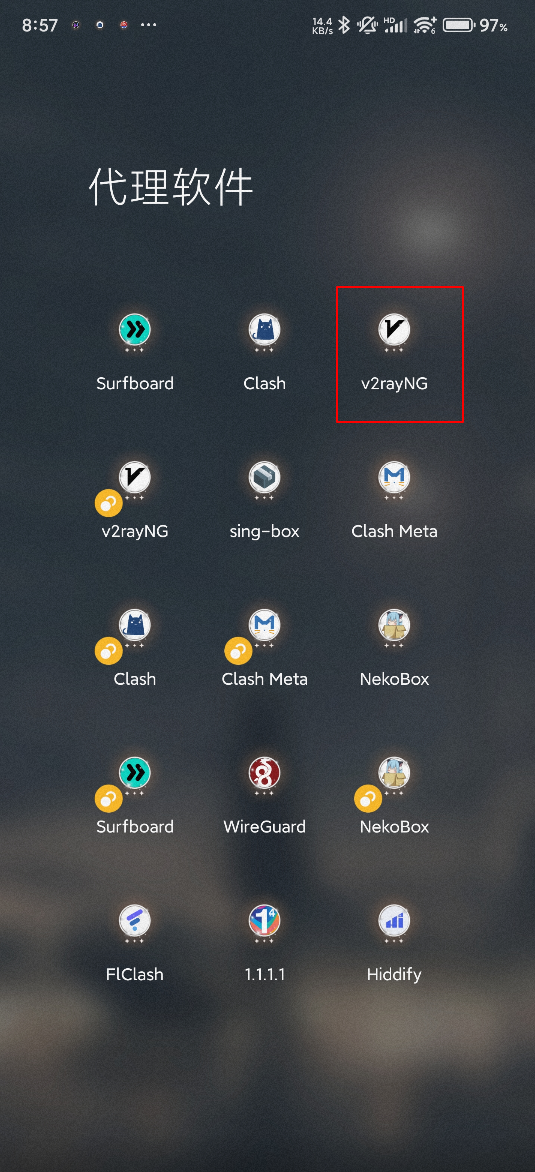 8:57 14.4 KB/s HD 6 97%
代理软件
Surfboard Clash v2rayNG
v2rayNG sing-box Clash Meta
Clash Clash Meta NekoBox
Surfboard WireGuard NekoBox
FlClash 1.1.1.1 Hiddify